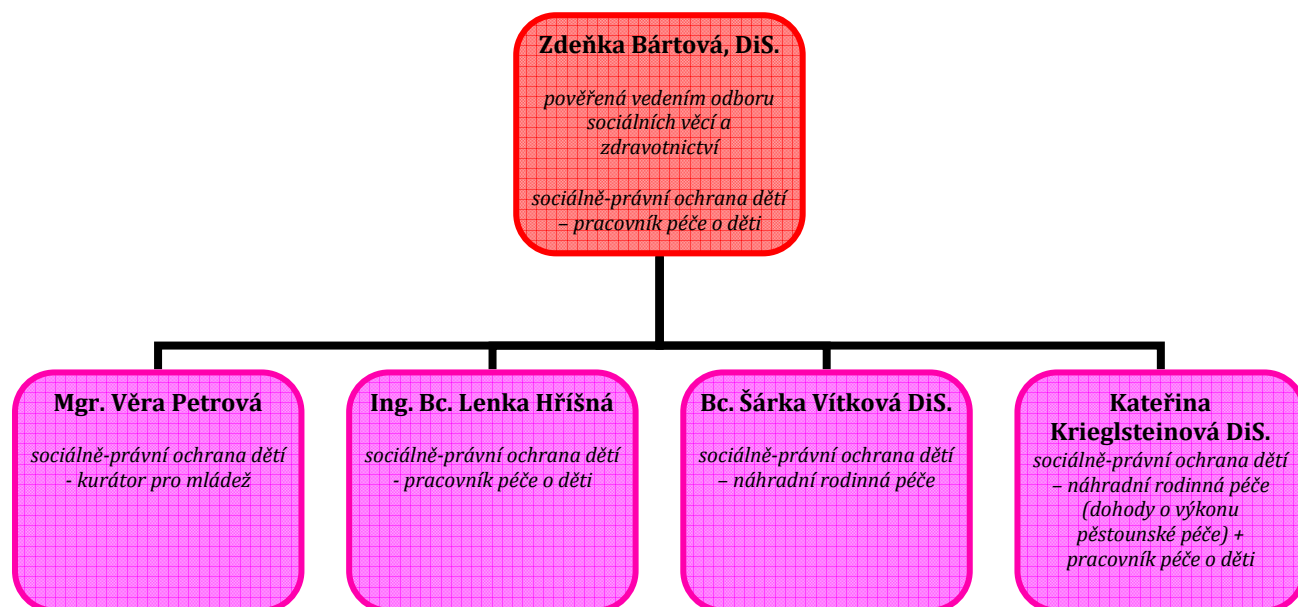 Zdeňka Bártová, DiS.
pověřená vedením odboru
sociálních věcí a
zdravotnictví
sociálně-právní ochrana dětí
– pracovník péče o děti
Mgr. Věra Petrová
sociálně-právní ochrana dětí
- kurátor pro mládež
Ing. Bc. Lenka Hříšná
sociálně-právní ochrana dětí
- pracovník péče o děti
Bc. Šárka Vítková DiS.
sociálně-právní ochrana dětí
– náhradní rodinná péče
Kateřina
Krieglsteinová DiS.
sociálně-právní ochrana dětí
– náhradní rodinná péče
(dohody o výkonu
pěstounské péče) +
pracovník péče o děti